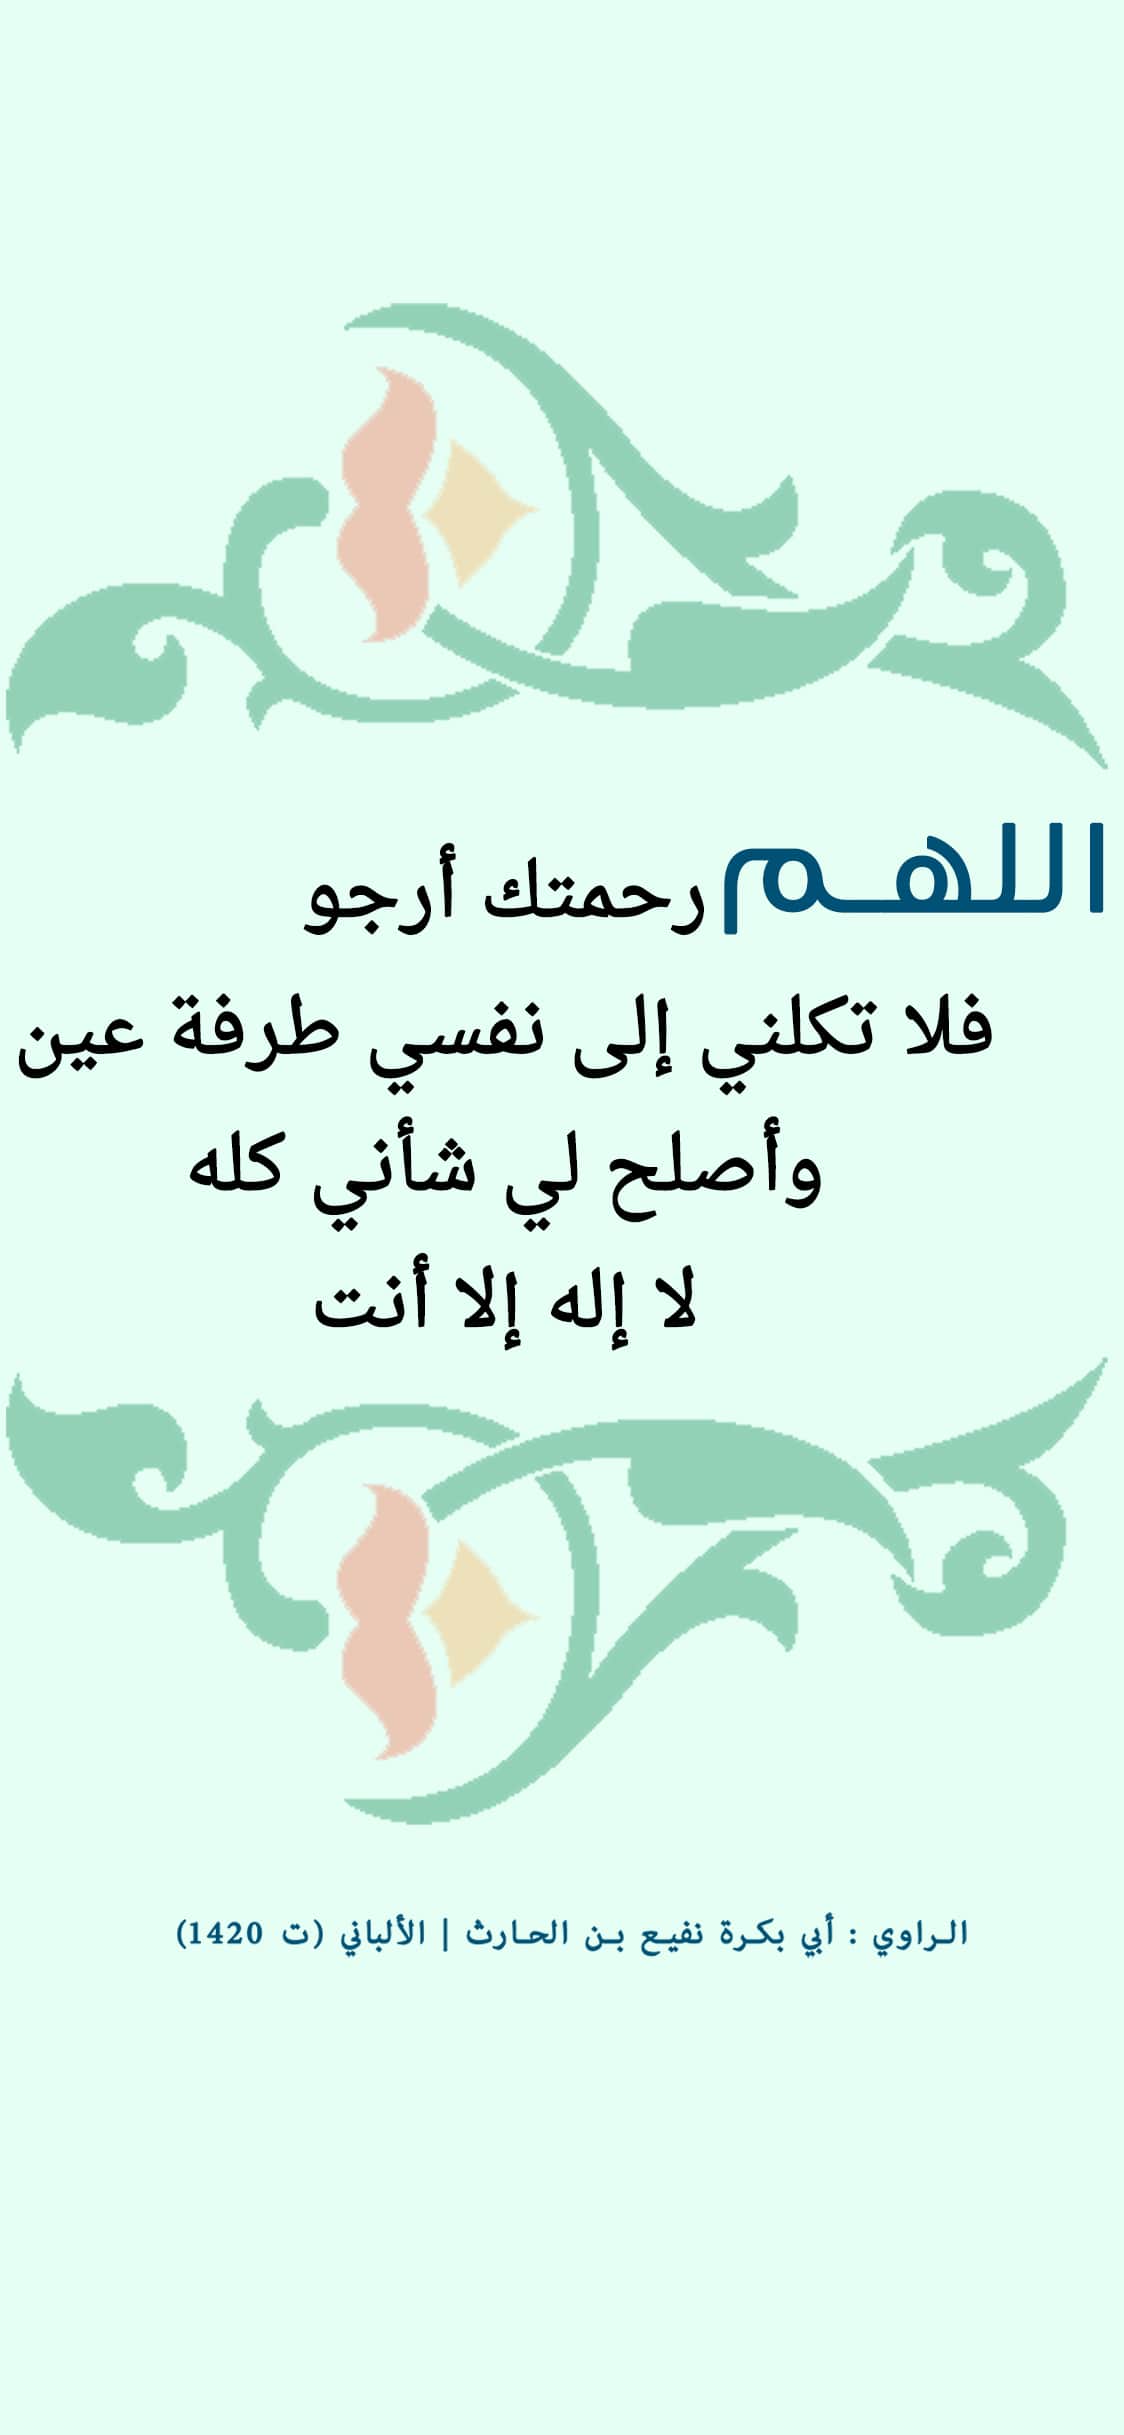 اللهم رحمتك أرجو
فلا تكلني إلى نفسي طرفة عين
وأصلح لي شأني كله
لا إله إلا أنت
الراوي : أبي بكرة نفيع بن الحارث | الألباني (ت 1420)